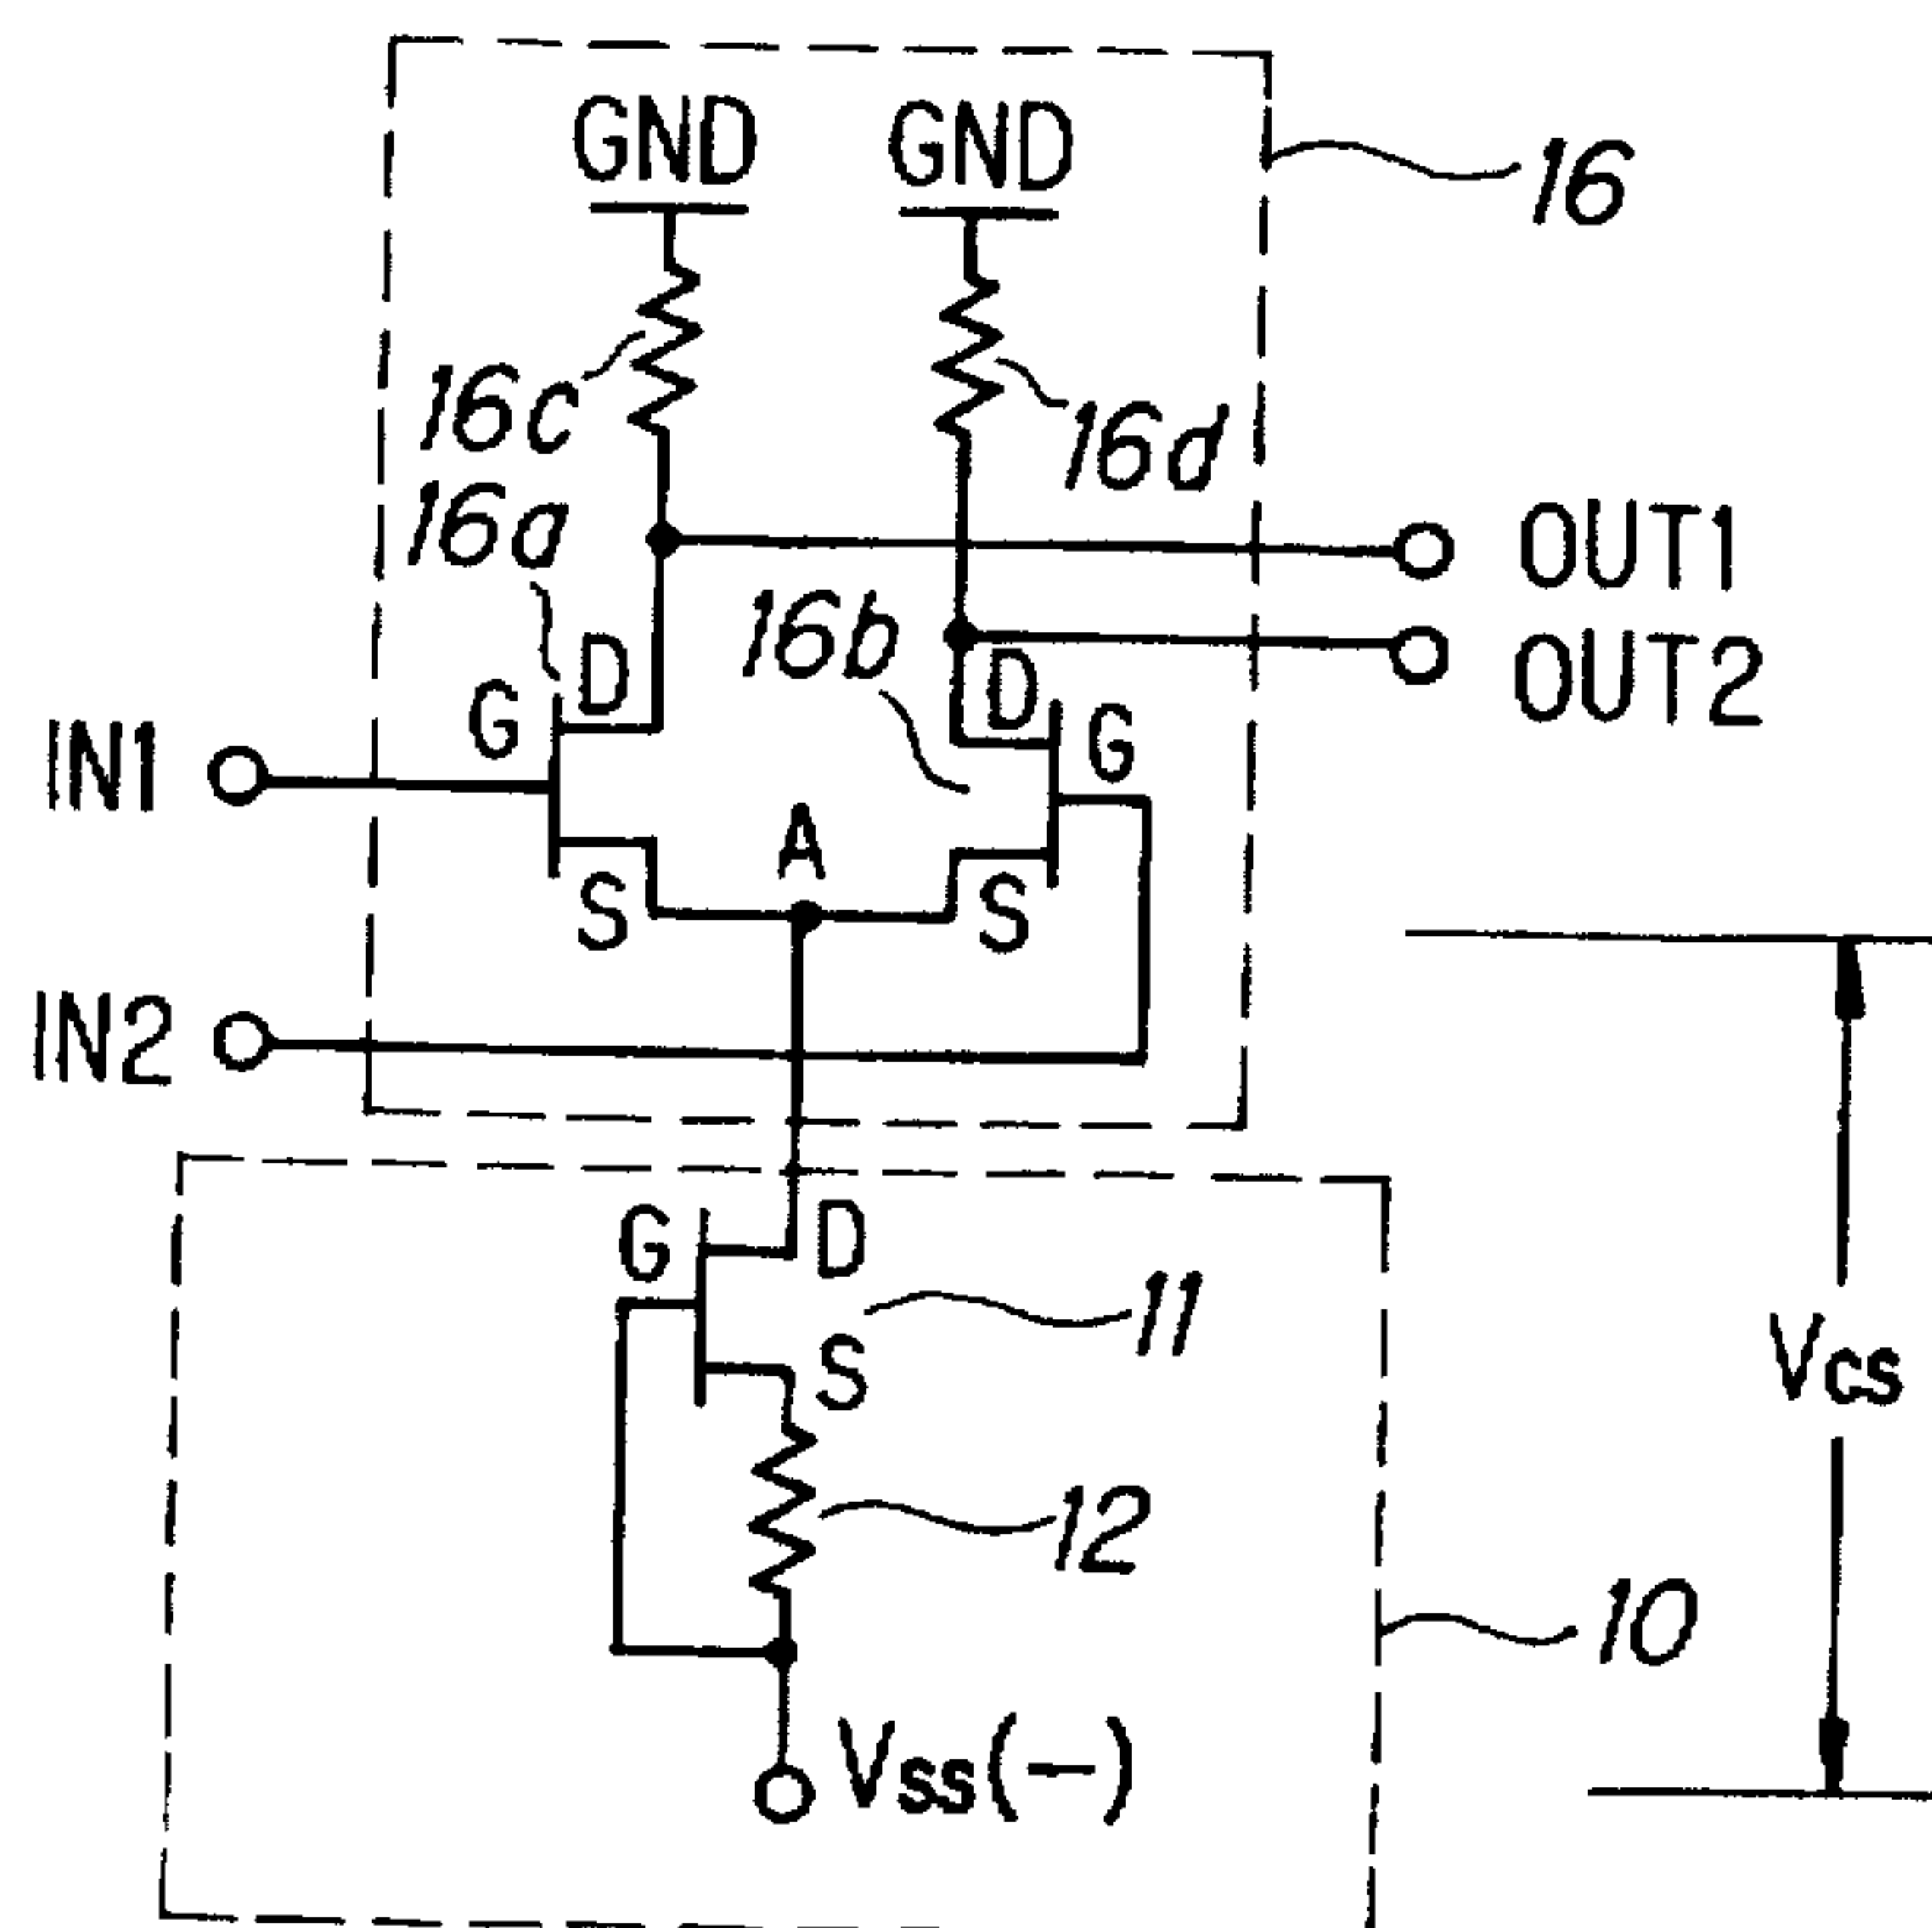 GND GND
16
16c
16d
16a
OUT1
16b
D
OUT2
D
G
G
IN1
A
S
S
IN2
G
D
11
S
Vcs
12
10
Vss(-)